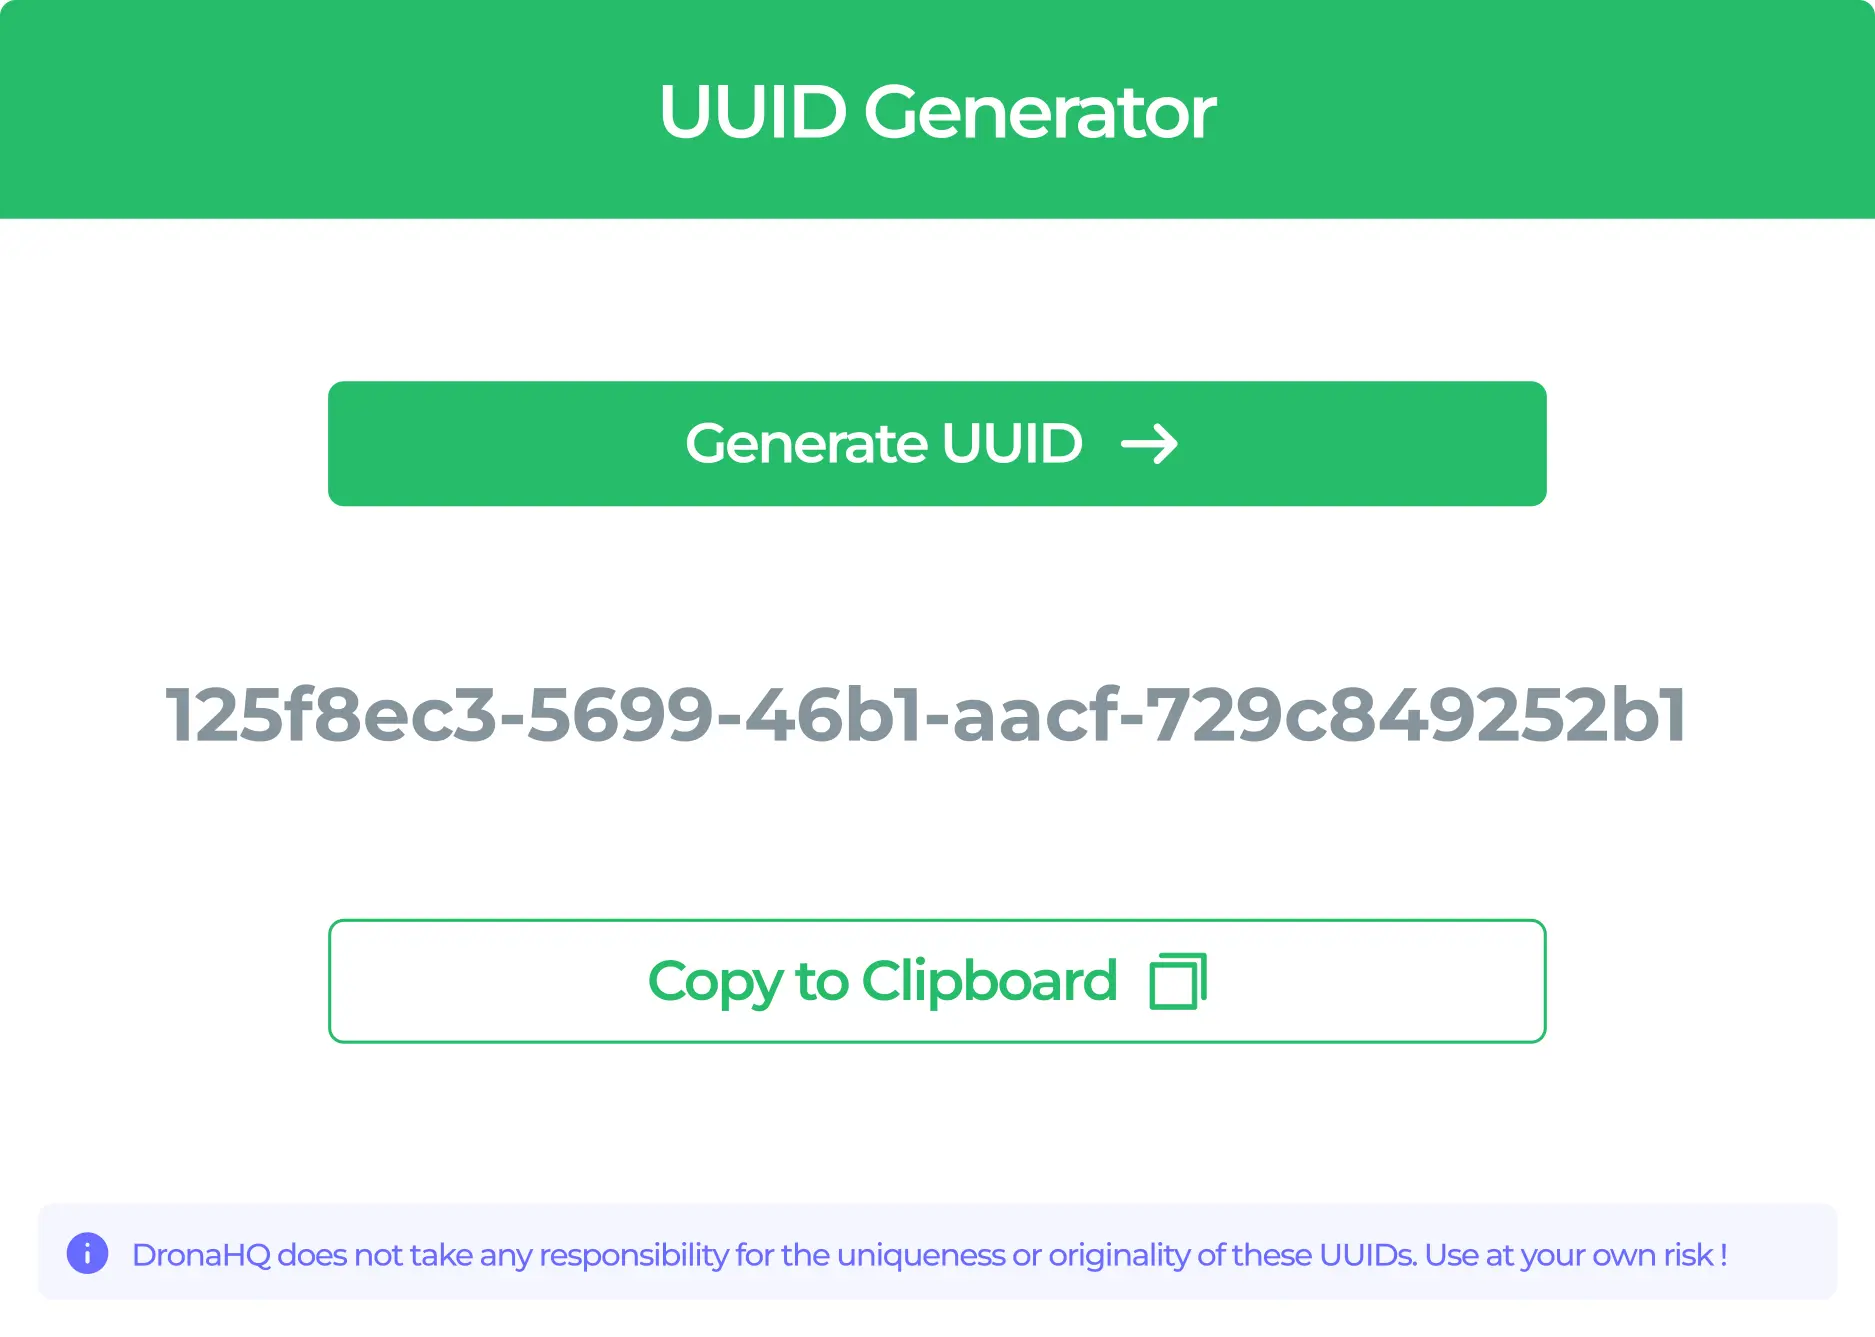 UUID Generator
Generate UUID
125f8ec3-5699-46b1-aacf-729c849252b1
Copy to Clipboard
DronaHQ does not take any responsibility for the uniqueness or originality of these UUIDs. Use at your own risk !